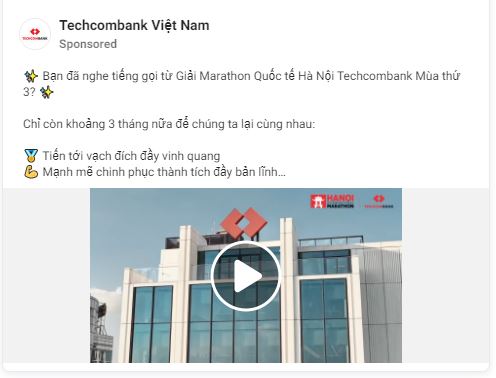 Techcombank Việt Nam
TECHCOMBANK
Sponsored
✨ Bạn đã nghe tiếng gọi từ Giải Marathon Quốc tế Hà Nội Techcombank Mùa thứ
3? ✨
Chỉ còn khoảng 3 tháng nữa để chúng ta lại cùng nhau:
🏅 Tiến tới vạch đích đầy vinh quang
💪 Mạnh mẽ chinh phục thành tích đầy bản lĩnh...
HANOI
MARATHON
TECHCOMBANK